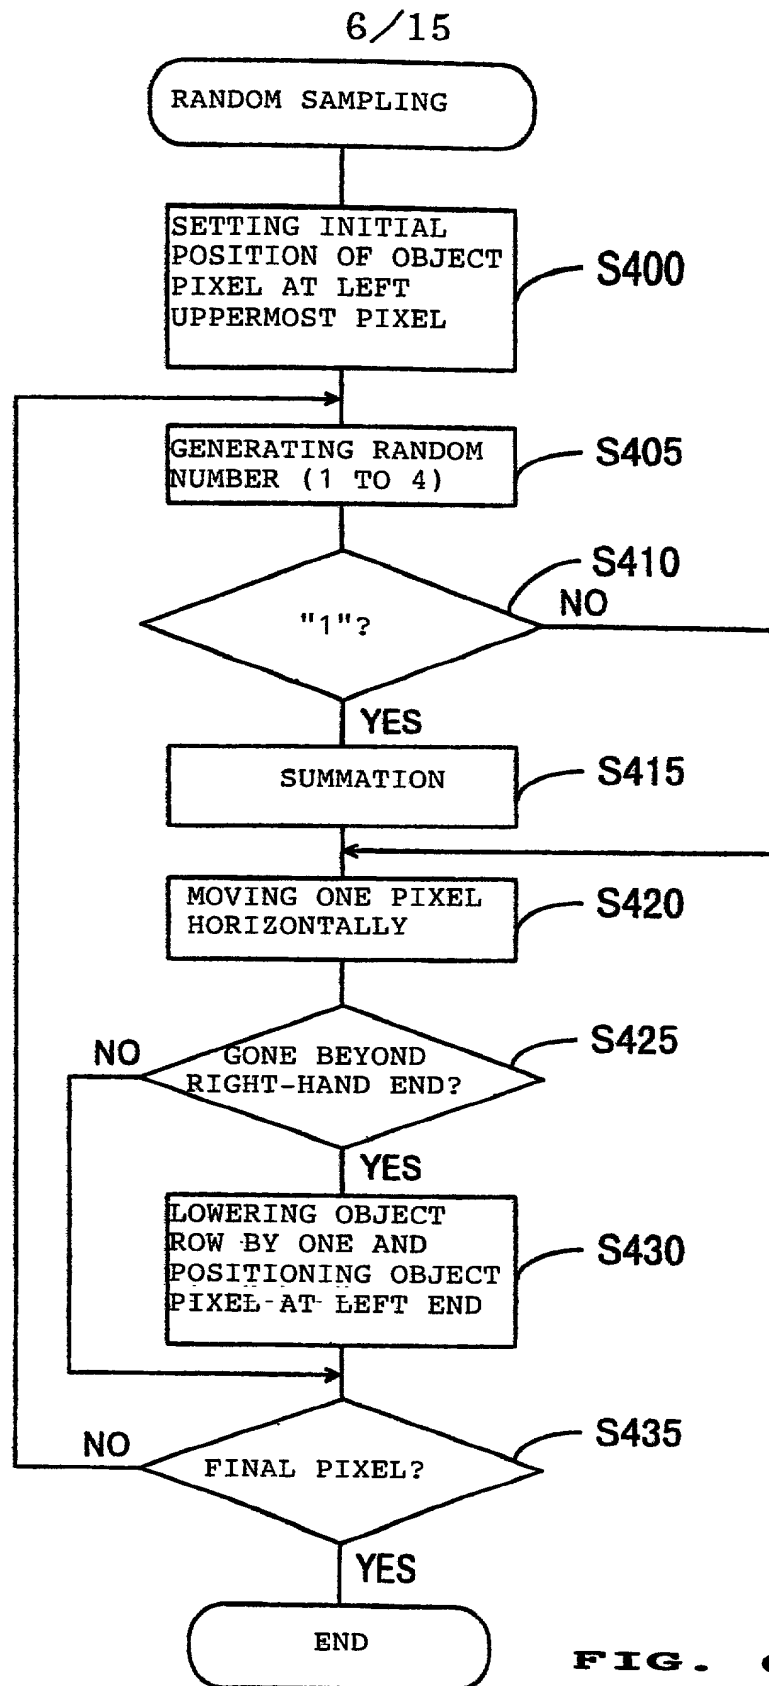 6/15
RANDOM SAMPLING
SETTING INITIAL
POSITION OF OBJECT
PIXEL AT LEFT
UPPERMOST PIXEL
S400
GENERATING RANDOM
NUMBER (1 TO 4)
S405
S410
"1"?
NO
YES
SUMMATION
S415
MOVING ONE PIXEL
HORIZONTALLY
S420
S425
NO
GONE BEYOND
RIGHT-HAND END?
YES
LOWERING OBJECT
ROW BY ONE AND
POSITIONING OBJECT
PIXEL AT LEFT END
S430
S435
NO
FINAL PIXEL?
YES
END
FIG.